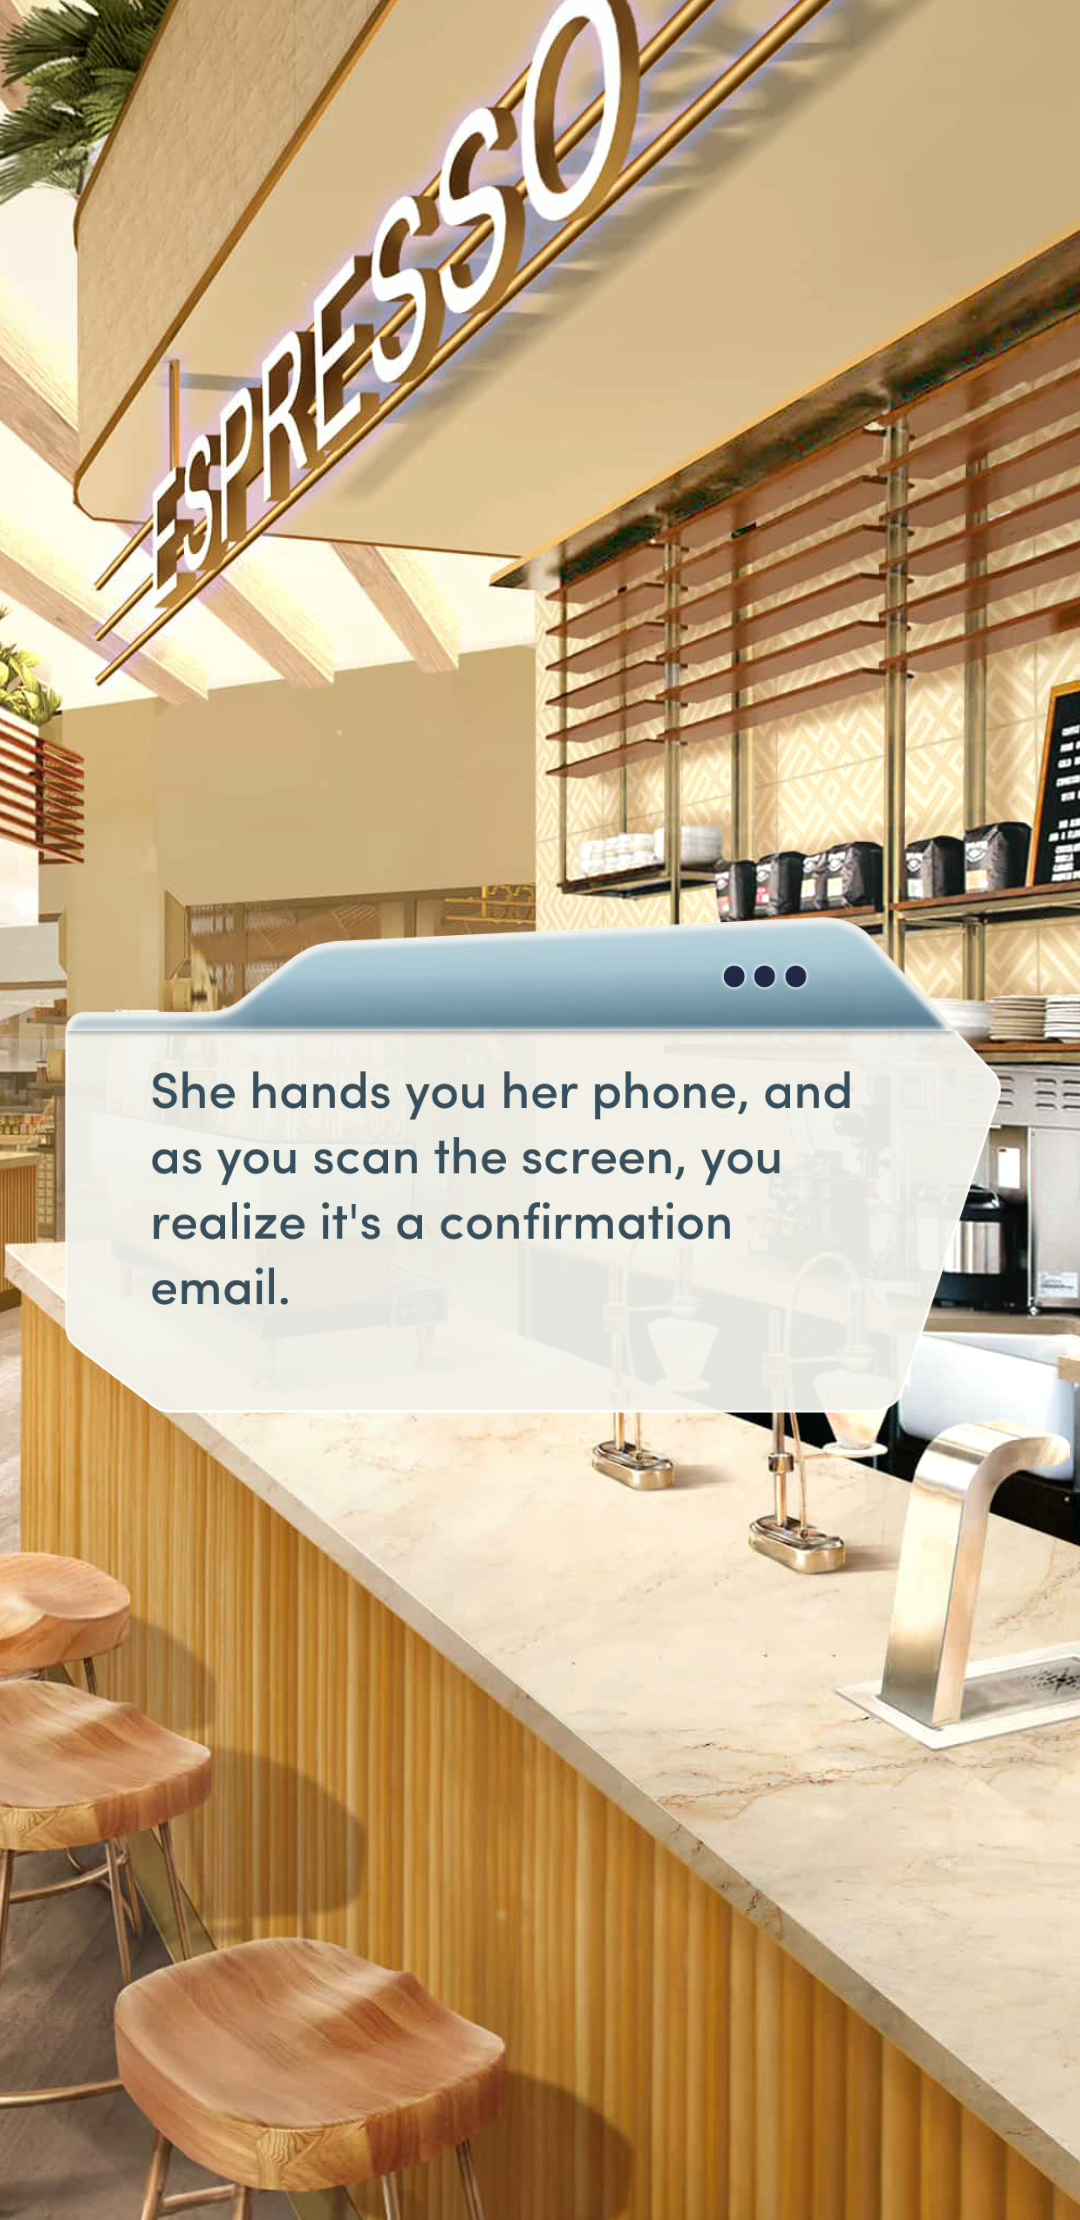 ESPRESSO
She hands you her phone, and
as you scan the screen, you
realize it's a confirmation
email.